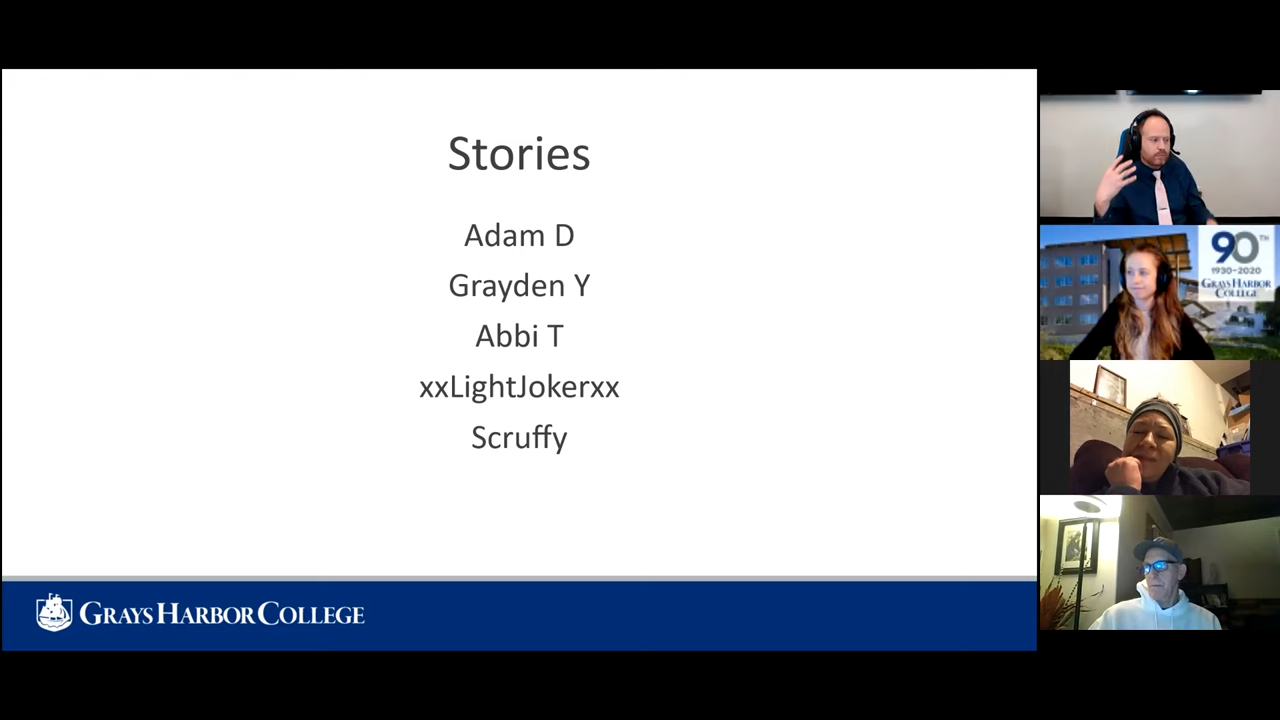 Stories
Adam D
Grayden Y
Abbi T
xxLightJokerxx
Scruffy
GRAYS HARBOR COLLEGE
90TH
1930-2020
GRAYS HARBOR
COLLEGE